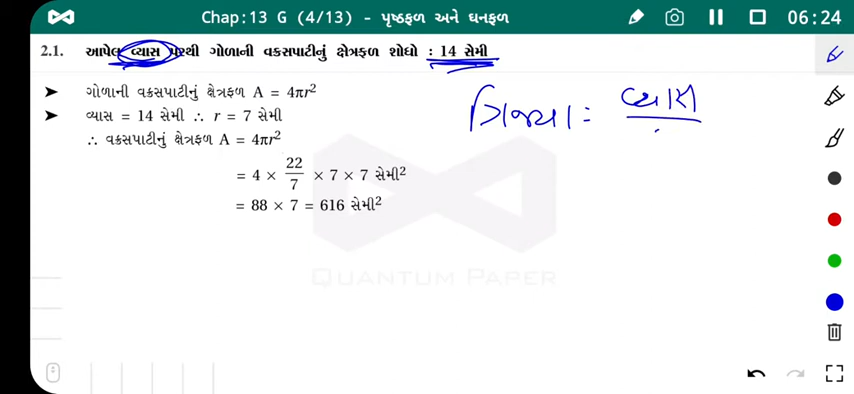 Chap:13 G (4/13) - પૃષ્ઠફળ અને ઘનફળ
06:24
2.1. આપેલ વ્યાસ પરથી ગોળાની વક્રસપાટીનું ક્ષેત્રફળ શોધો : 14 સેમી
➤ ગોળાની વક્રસપાટીનું ક્ષેત્રફળ A = 4πr²
➤ વ્યાસ = 14 સેમી ∴ r = 7 સેમી
∴ વક્રસપાટીનું ક્ષેત્રફળ A = 4πr²
= 4 × 22/7 × 7 × 7 સેમી²
= 88 × 7 = 616 સેમી²
ત્રિજ્યા = વ્યાસ
QUANTUM PAPER